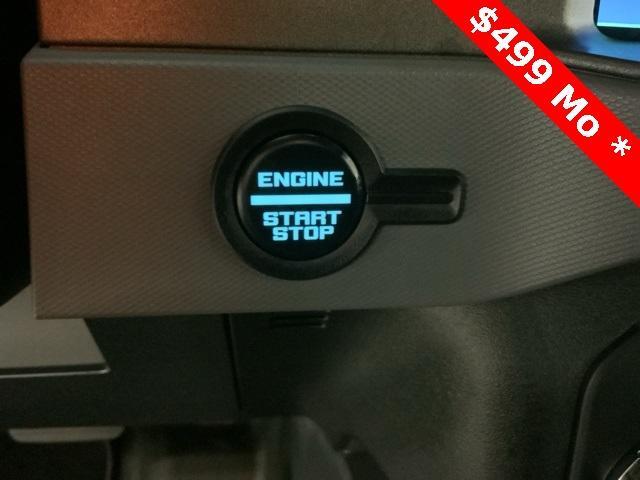 $499 Mo *
ENGINE
START
STOP